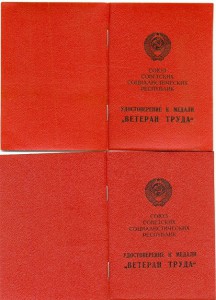 СОЮЗ
СОВЕТСКИХ
СОЦИАЛИСТИЧЕСКИХ
РЕСПУБЛИК
УДОСТОВЕРЕНИЕ К МЕДАЛИ
„ВЕТЕРАН ТРУДА“
СОЮЗ
СОВЕТСКИХ
СОЦИАЛИСТИЧЕСКИХ
РЕСПУБЛИК
УДОСТОВЕРЕНИЕ К МЕДАЛИ
„ВЕТЕРАН ТРУДА“